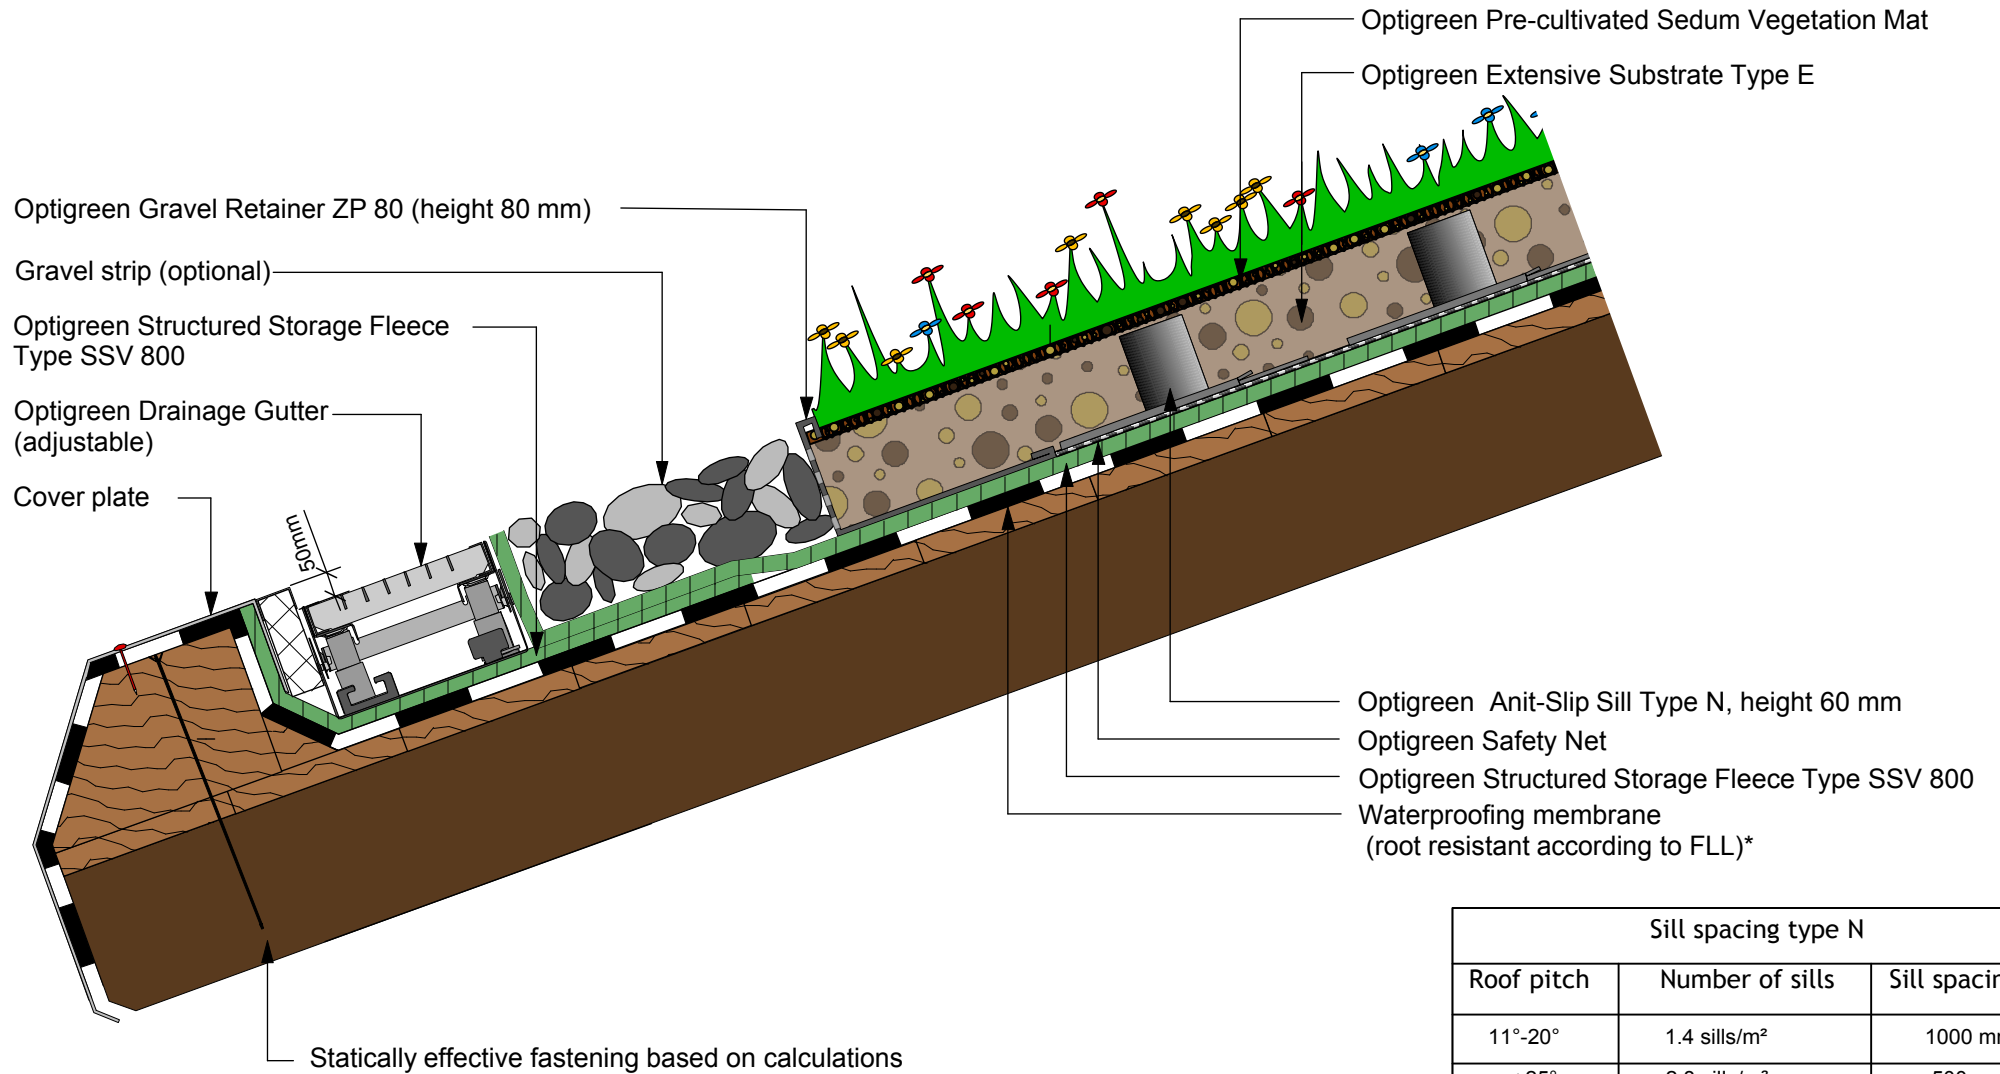 Optigreen Pre-cultivated Sedum Vegetation Mat
Optigreen Extensive Substrate Type E
Optigreen Gravel Retainer ZP 80 (height 80 mm)
Gravel strip (optional)
Optigreen Structured Storage Fleece
Type SSV 800
Optigreen Drainage Gutter
(adjustable)
Cover plate
50mm
Optigreen Anit-Slip Sill Type N, height 60 mm
Optigreen Safety Net
Optigreen Structured Storage Fleece Type SSV 800
Waterproofing membrane
(root resistant according to FLL)*
Statically effective fastening based on calculations
Sill spacing type N
Roof pitch Number of sills Sill spacin
11°-20° 1.4 sills/m² 1000 m